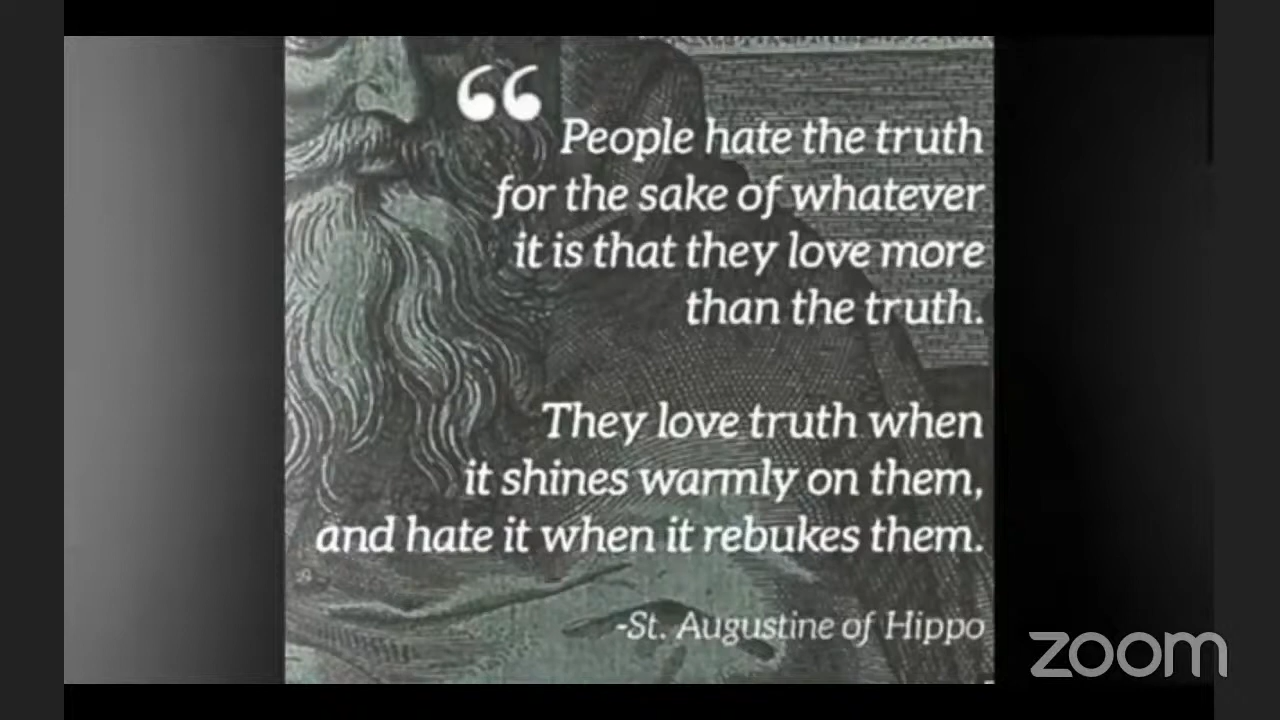 “
People hate the truth
for the sake of whatever
it is that they love more
than the truth.
They love truth when
it shines warmly on them,
and hate it when it rebukes them.
-St. Augustine of Hippo
zoom